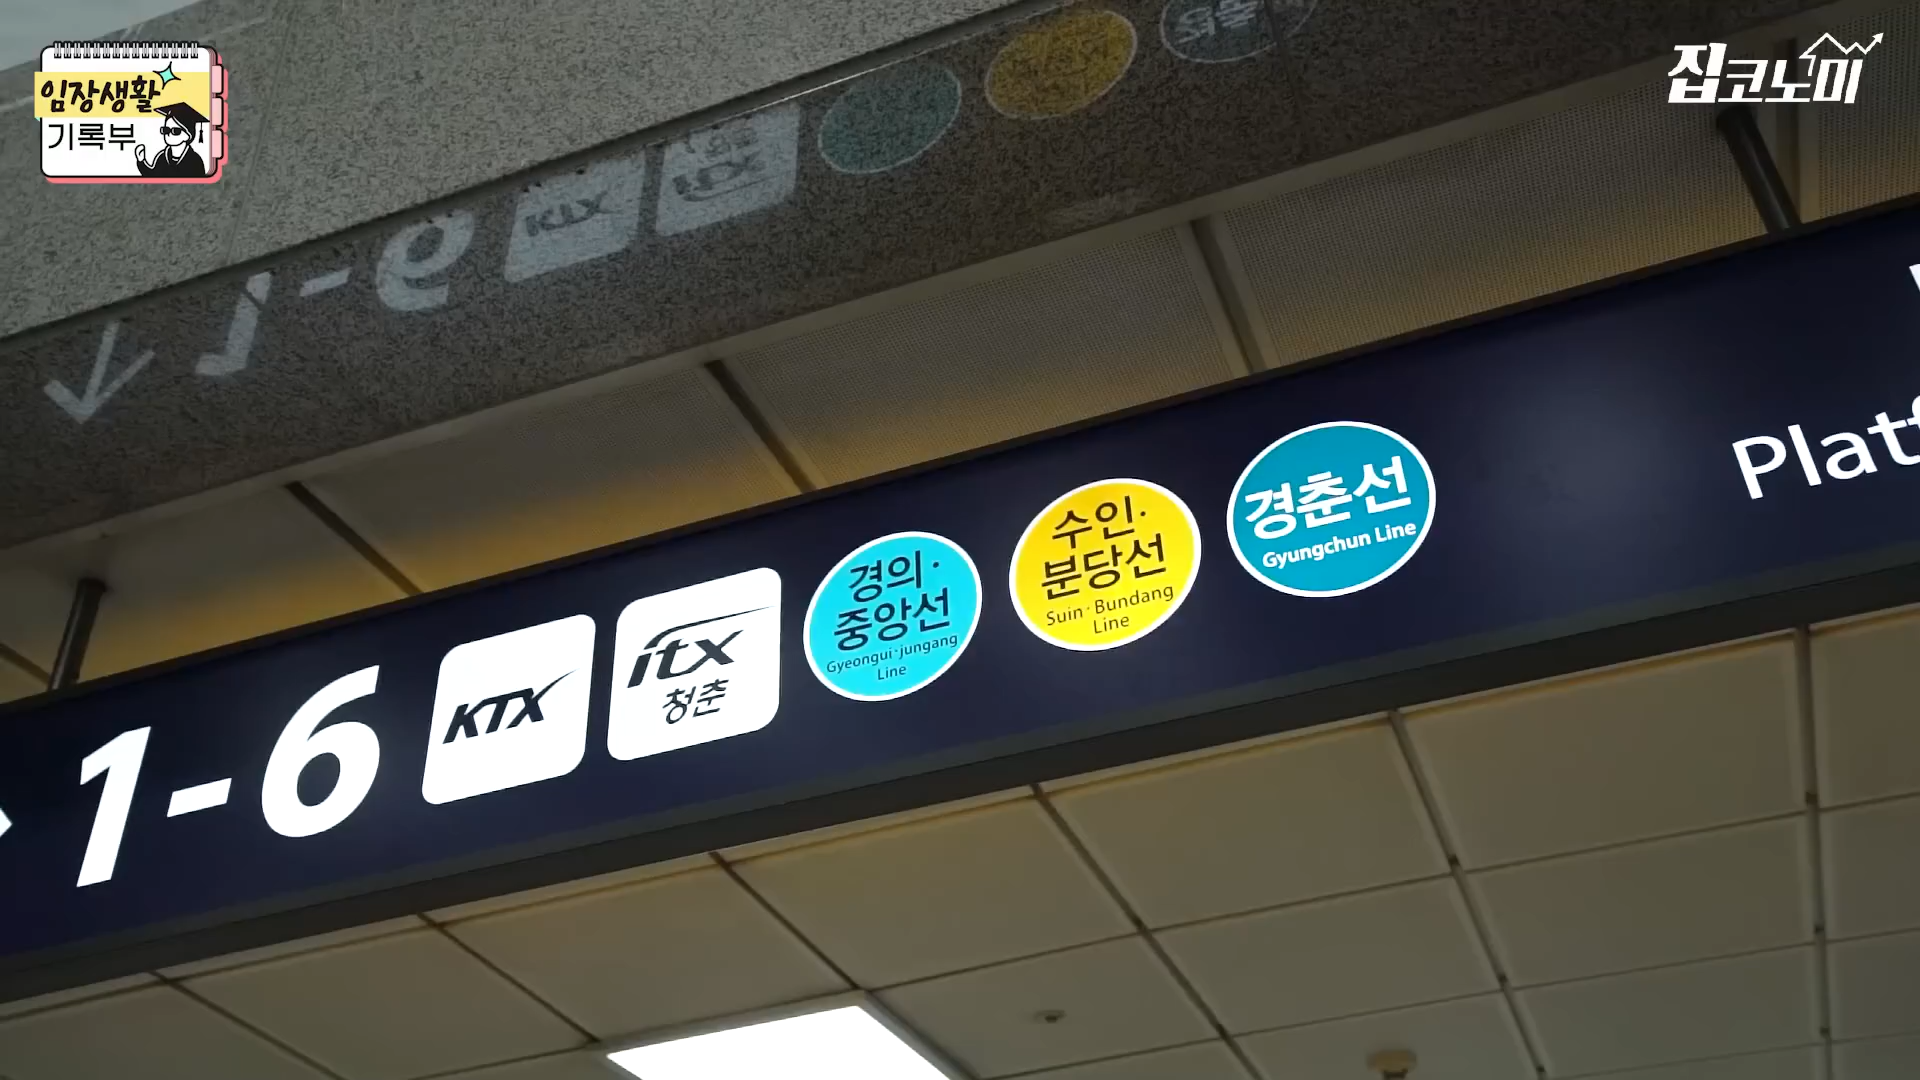 임장생활
기록부
집코노미
1-6
KTX
itx
청춘
경의·
중앙선
Gyeongui·jungang
Line
수인·
분당선
Suin·Bundang
Line
경춘선
Gyungchun Line